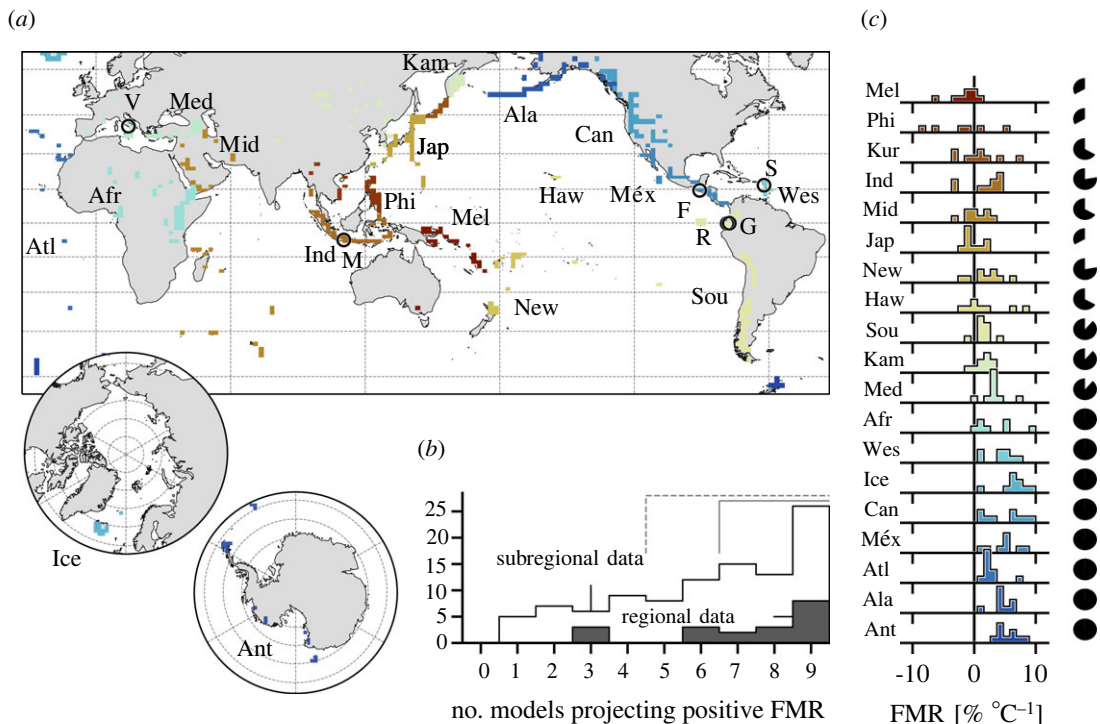 (a)
Kam
V
Med
Mid
Afr
Atl
Jap
Ala
Can
Phi
Mel
Haw
Méx
F
S
Wes
R
G
Ind
M
New
Sou
Ice
Ant
(b)
25
20
15
10
5
0
subregional data
regional data
0 1 2 3 4 5 6 7 8 9
no. models projecting positive FMR
(c)
Mel
Phi
Kur
Ind
Mid
Jap
New
Haw
Sou
Kam
Med
Afr
Wes
Ice
Can
Méx
Atl
Ala
Ant
-10 0 10
FMR [% °C⁻¹]